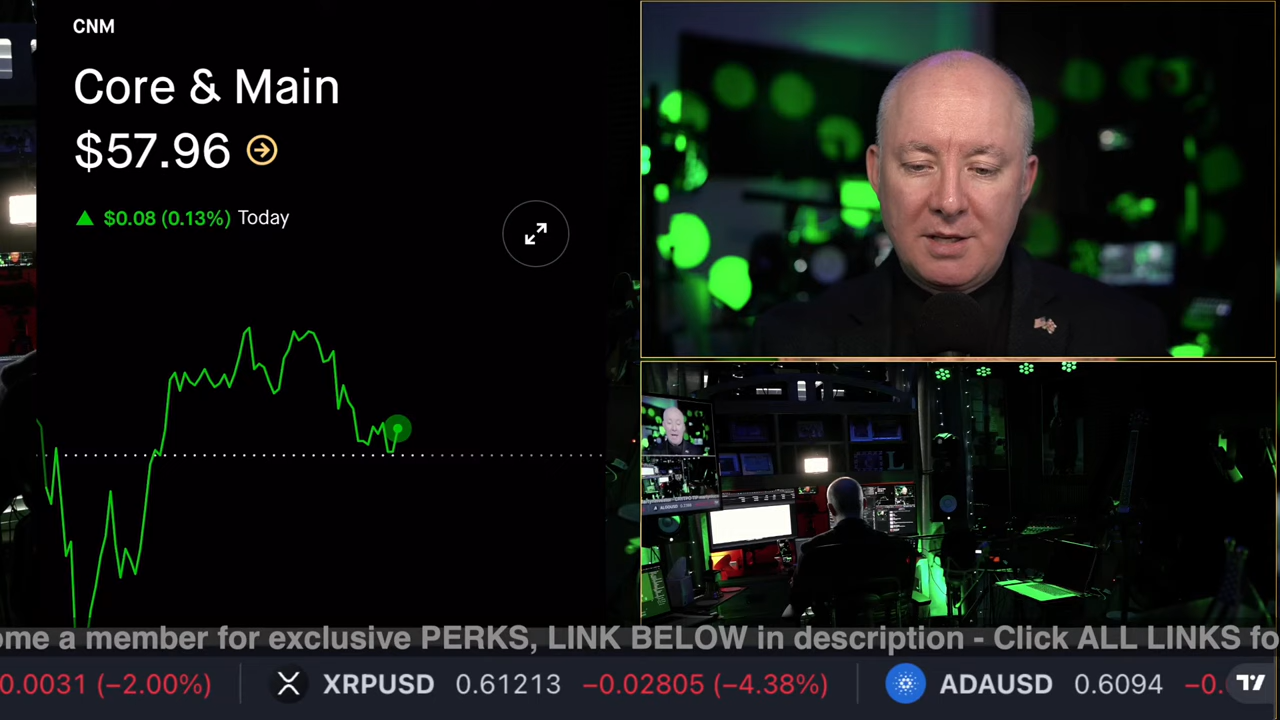 CNM
Core & Main
$57.96
$0.08 (0.13%) Today
ome a member for exclusive PERKS, LINK BELOW in description - Click ALL LINKS fo
0.0031 (−2.00%) XRPUSD 0.61213 −0.02805 (−4.38%) ADAUSD 0.6094 −0.